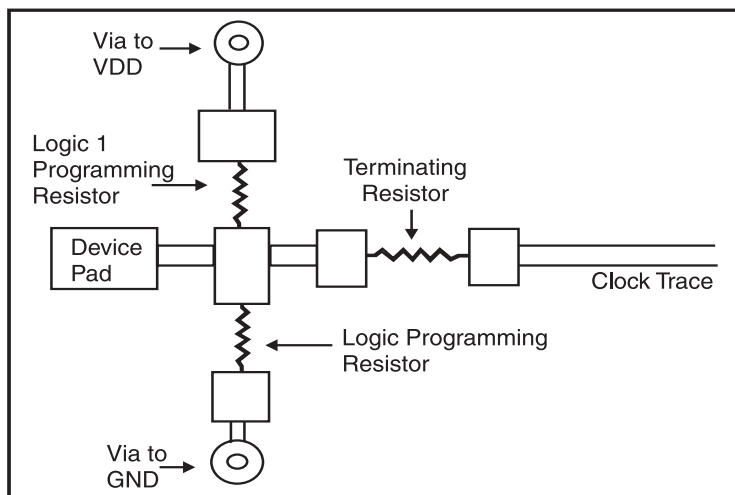 Via to
VDD
Logic 1
Programming
Resistor
Terminating
Resistor
Device
Pad
Clock Trace
Logic Programming
Resistor
Via to
GND